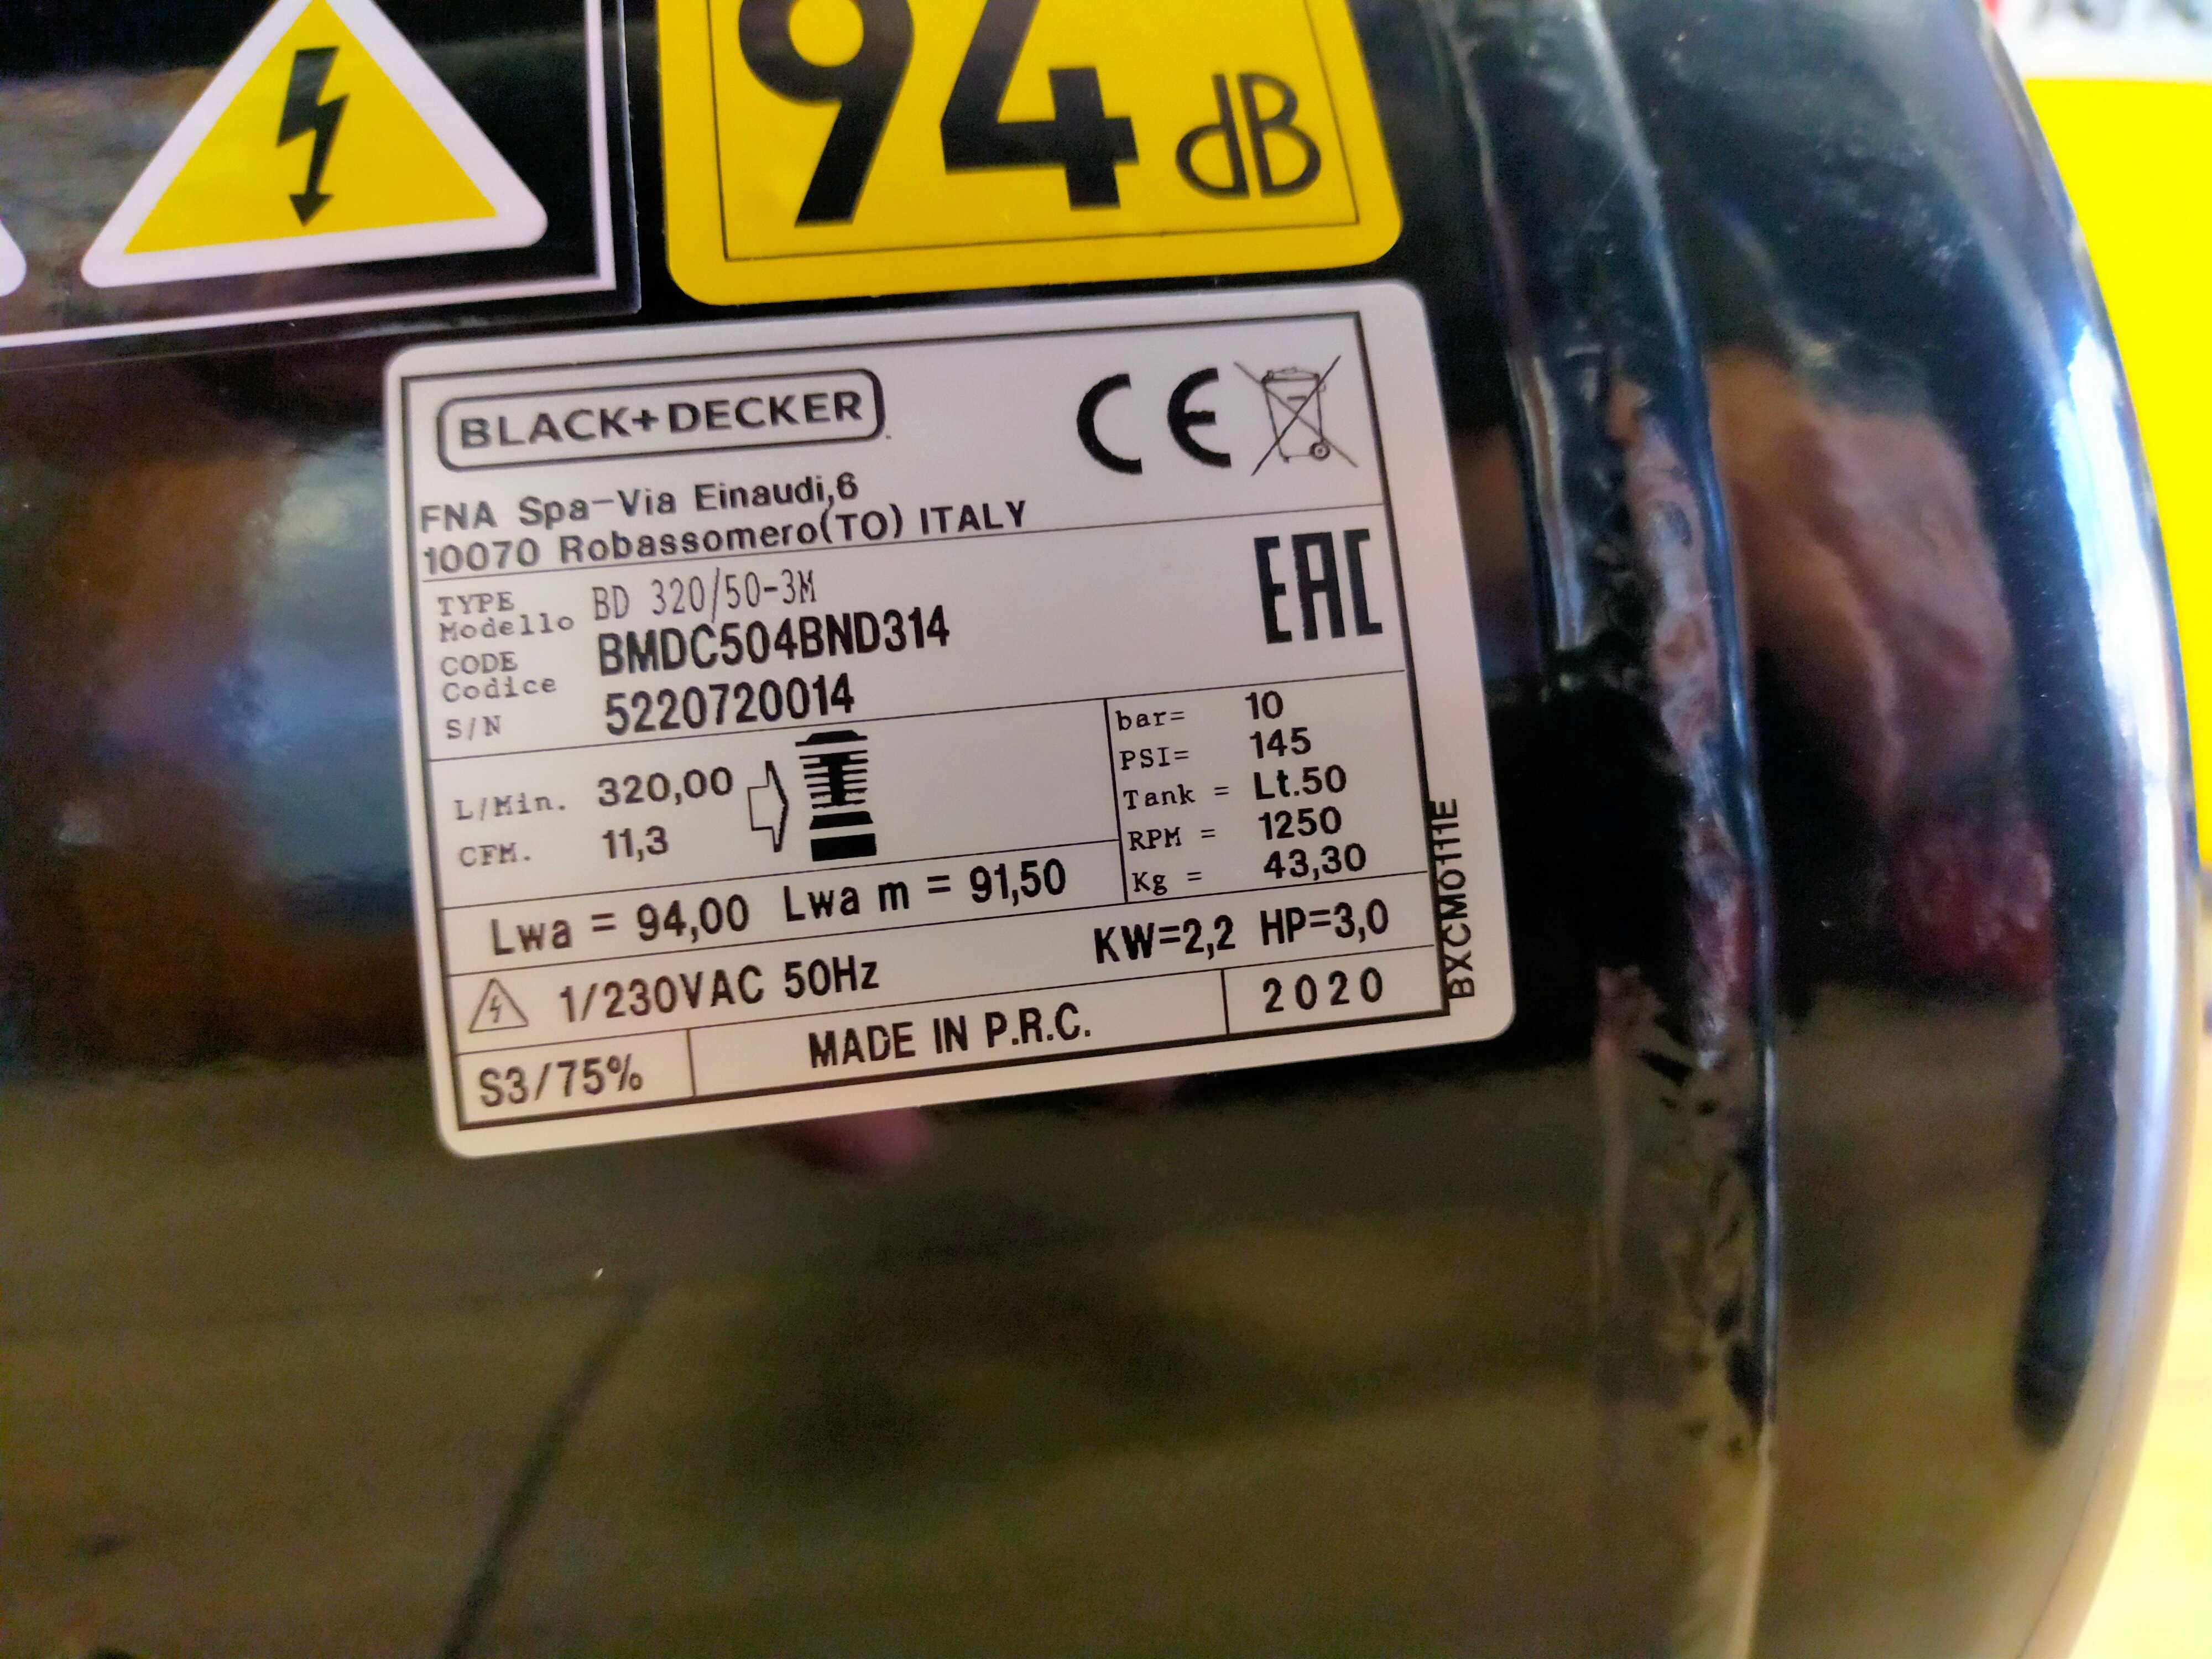 94 dB
BLACK+DECKER
CE
FNA Spa-Via Einaudi,6
10070 Robassomero(TO) ITALY
TYPE
Modello BD 320/50-3M
EAC
CODE
Codice BMDC504BND314
S/N 5220720014
L/Min. 320,00
CFM. 11,3
bar= 10
PSI= 145
Tank = Lt.50
RPM = 1250
Kg = 43,30
Lwa = 94,00 Lwa m = 91,50
1/230VAC 50Hz KW=2,2 HP=3,0
S3/75% MADE IN P.R.C. 2020
BXCM0111E